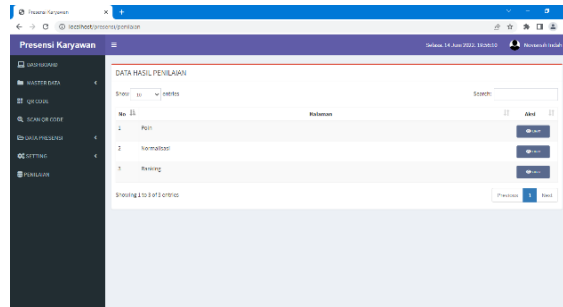 Presensi Karyawan
localhost/presensi/penilaian
Presensi Karyawan
Selasa, 14 Juni 2022, 19:56:10
DASHBOARD
MASTER DATA
QR CODE
SCAN QR CODE
DATA PRESENSI
SETTING
PENILAIAN
DATA HASIL PENILAIAN
Show 10 entries
Search:
No Halaman Aksi
1 Poin
2 Normalisasi
3 Ranking
Showing 1 to 3 of 3 entries
Previous 1 Next